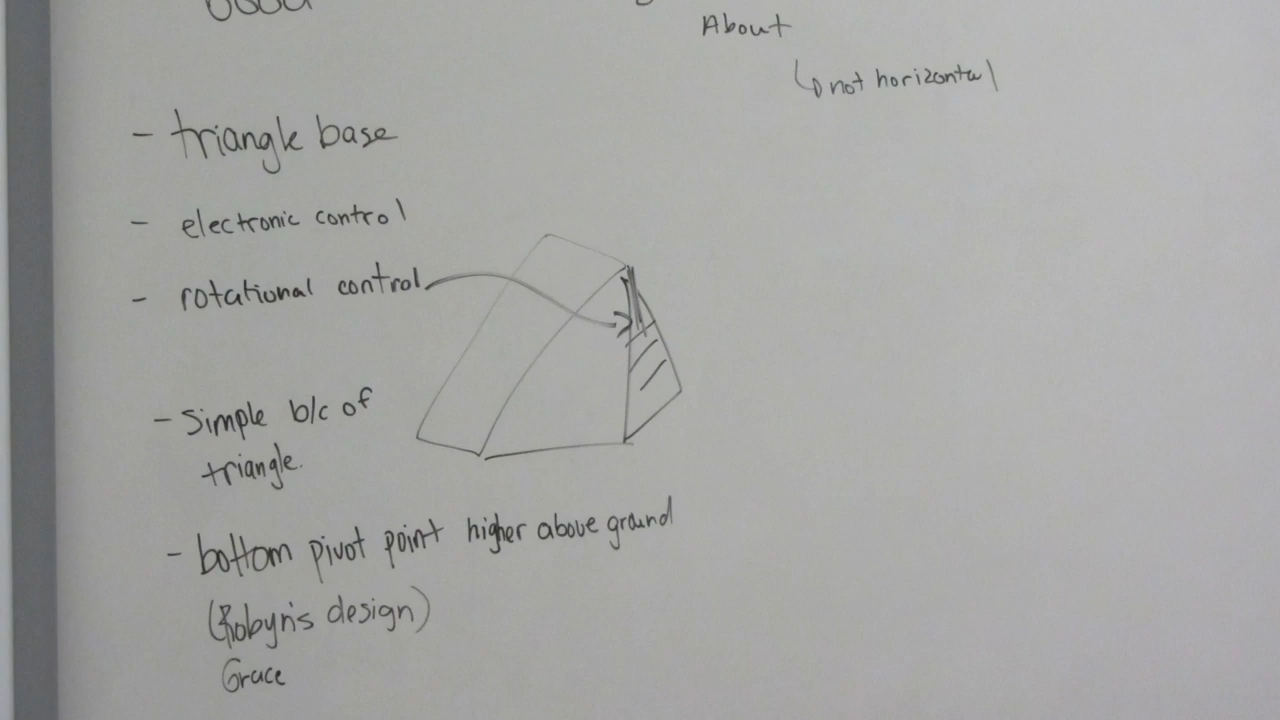 About
↳ not horizontal
- triangle base
- electronic control
- rotational control
- Simple b/c of
triangle.
- bottom pivot point higher above ground
(Robyn's design)
Grace